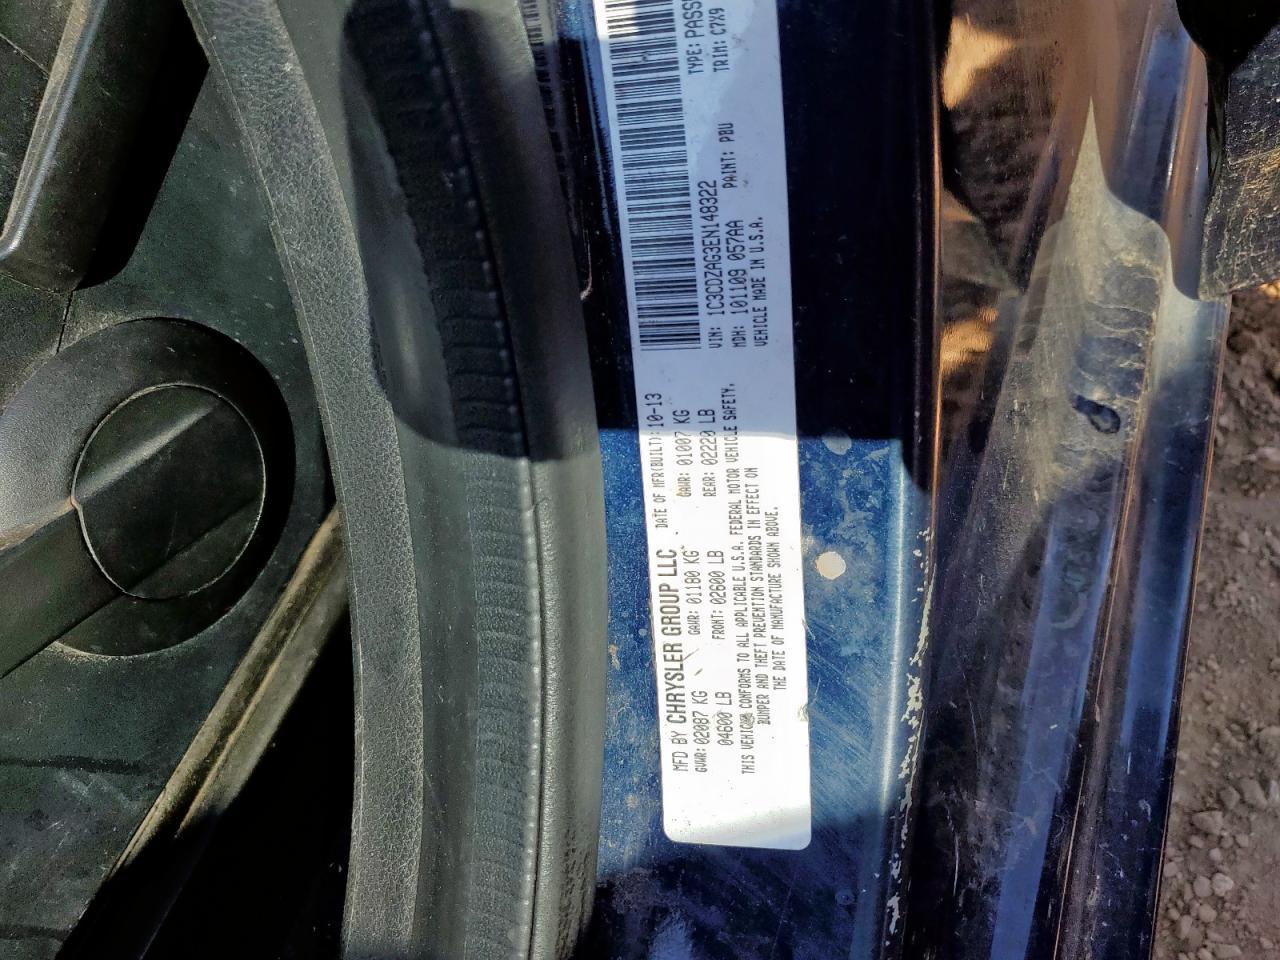 MFD BY CHRYSLER GROUP LLC DATE OF MFR(BUILT): 10-13
GVWR: 02087 KG GAWR: 01180 KG GAWR: 01007 KG
04600 LB FRONT: 02600 LB REAR: 02220 LB
THIS VEHICLE CONFORMS TO ALL APPLICABLE U.S.A. FEDERAL MOTOR VEHICLE SAFETY,
BUMPER AND THEFT PREVENTION STANDARDS IN EFFECT ON
THE DATE OF MANUFACTURE SHOWN ABOVE.
VIN: 1C3CDZAG3EN148322 TYPE:
MDH: 101109 057AA PAINT: PBU TRIM: C7X9
VEHICLE MADE IN U.S.A.